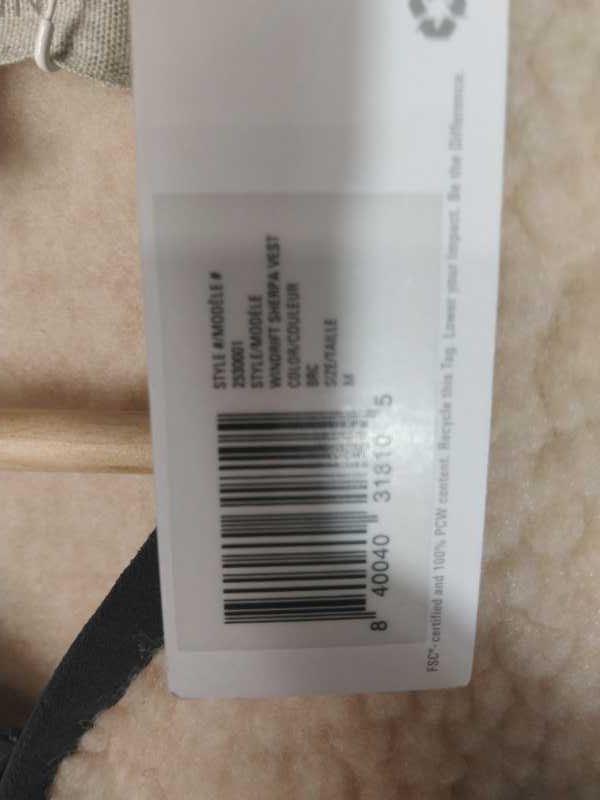 STYLE #/MODÈLE #
2530601
STYLE/MODÈLE
WINDRIFT SHERPA VEST
COLOR/COULEUR
BRC
SIZE/TAILLE
M
8 40040 31810 5
FSC®-certified and 100% PCW content. Recycle this Tag. Lower your Impact. Be the Difference.